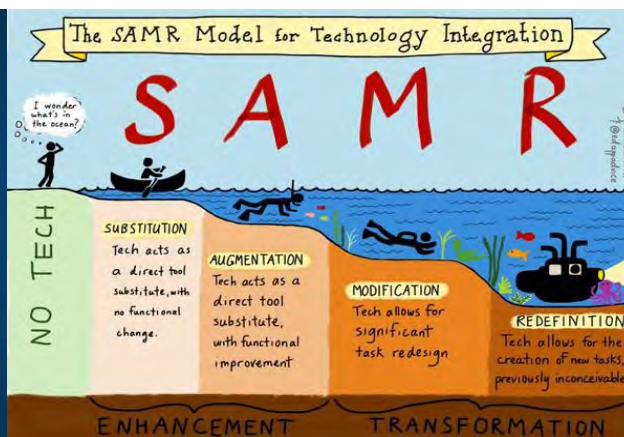 The SAMR Model for Technology Integration
S A M R
I wonder
what's in
the ocean?
@edappadvice
NO TECH
SUBSTITUTION
Tech acts as
a direct tool
substitute, with
no functional
change.
AUGMENTATION
Tech acts as a
direct tool
substitute,
with functional
improvement
MODIFICATION
Tech allows for
significant
task redesign
REDEFINITION
Tech allows for the
creation of new tasks,
previously inconceivable
ENHANCEMENT
TRANSFORMATION